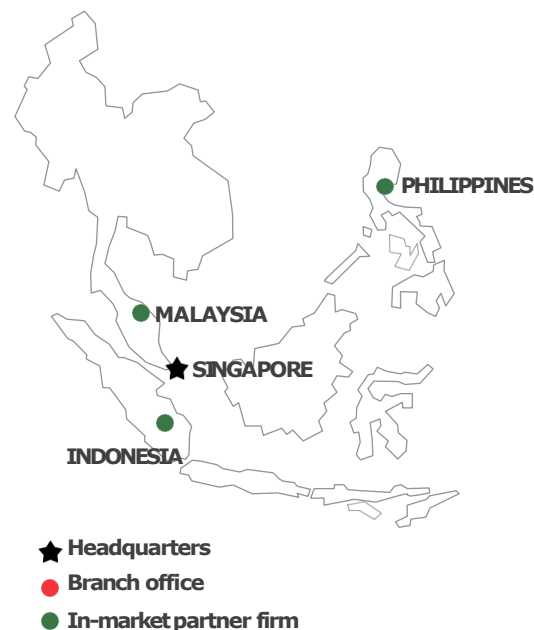 PHILIPPINES
MALAYSIA
SINGAPORE
INDONESIA
Headquarters
Branch office
In-market partner firm